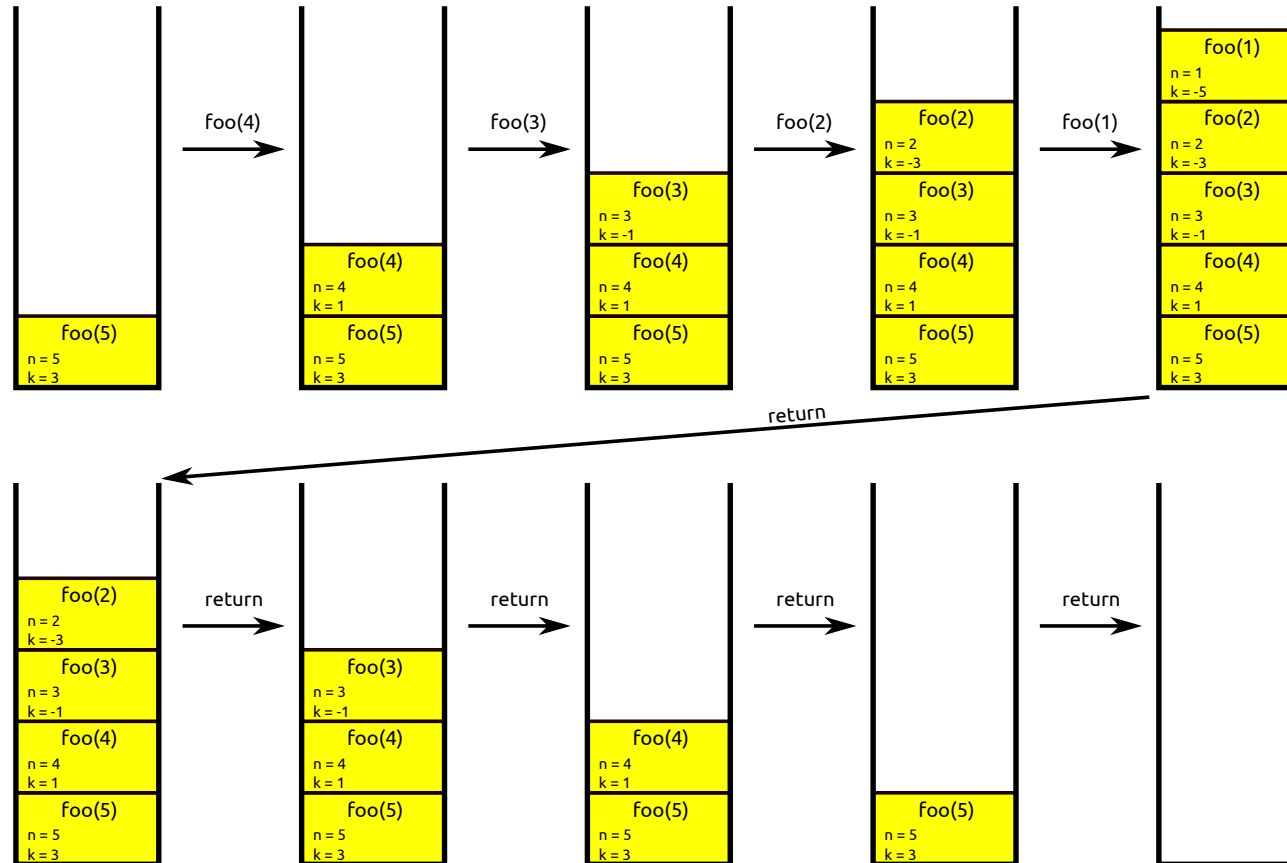 foo(5)
n = 5
k = 3
foo(4)
foo(4)
n = 4
k = 1
foo(5)
n = 5
k = 3
foo(3)
foo(3)
n = 3
k = -1
foo(4)
n = 4
k = 1
foo(5)
n = 5
k = 3
foo(2)
foo(2)
n = 2
k = -3
foo(3)
n = 3
k = -1
foo(4)
n = 4
k = 1
foo(5)
n = 5
k = 3
foo(1)
foo(1)
n = 1
k = -5
foo(2)
n = 2
k = -3
foo(3)
n = 3
k = -1
foo(4)
n = 4
k = 1
foo(5)
n = 5
k = 3
return
foo(2)
n = 2
k = -3
foo(3)
n = 3
k = -1
foo(4)
n = 4
k = 1
foo(5)
n = 5
k = 3
return
foo(3)
n = 3
k = -1
foo(4)
n = 4
k = 1
foo(5)
n = 5
k = 3
return
foo(4)
n = 4
k = 1
foo(5)
n = 5
k = 3
return
foo(5)
n = 5
k = 3
return